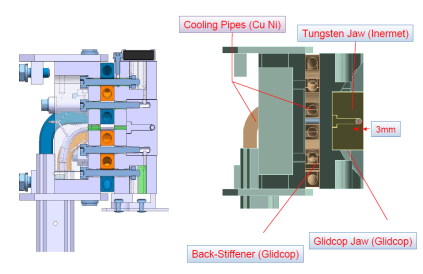 Cooling Pipes (Cu Ni)
Tungsten Jaw (Inermet)
3mm
Glidcop Jaw (Glidcop)
Back-Stiffener (Glidcop)